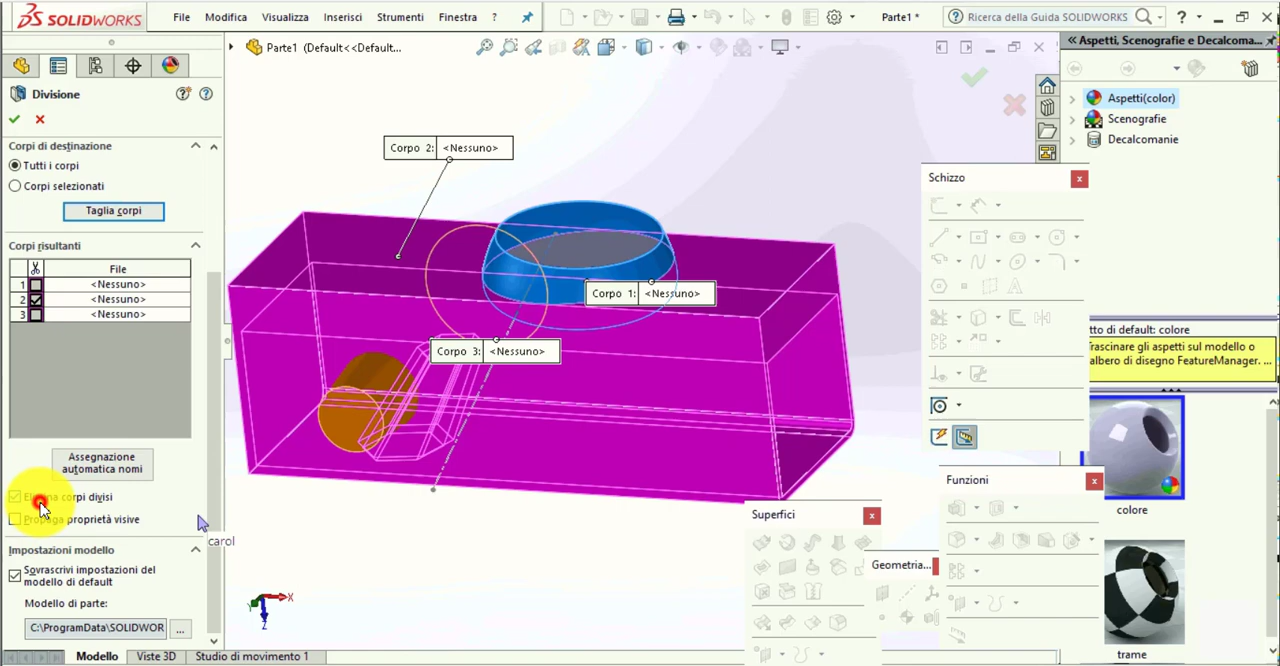 SOLIDWORKS
File
Modifica
Visualizza
Inserisci
Strumenti
Finestra
?
Parte1 *
Ricerca della Guida SOLIDWORKS
?
Parte1 (Default<<Default...
Aspetti, Scenografie e Decalcoma...
Divisione
Corpi di destinazione
Tutti i corpi
Corpi selezionati
Taglia corpi
Corpi risultanti
File
1 <Nessuno>
2 <Nessuno>
3 <Nessuno>
Assegnazione
automatica nomi
Elimina corpi divisi
Propaga proprietà visive
carol
Impostazioni modello
Sovrascrivi impostazioni del
modello di default
Modello di parte:
C:\ProgramData\SOLIDWOR
...
Corpo 2: <Nessuno>
Corpo 1: <Nessuno>
Corpo 3: <Nessuno>
X
Y
Z
Schizzo
Funzioni
Superfici
Geometria...
Aspetti(color)
Scenografie
Decalcomanie
tto di default: colore
Trascinare gli aspetti sul modello o
albero di disegno FeatureManager. ...
colore
trame
Modello
Viste 3D
Studio di movimento 1